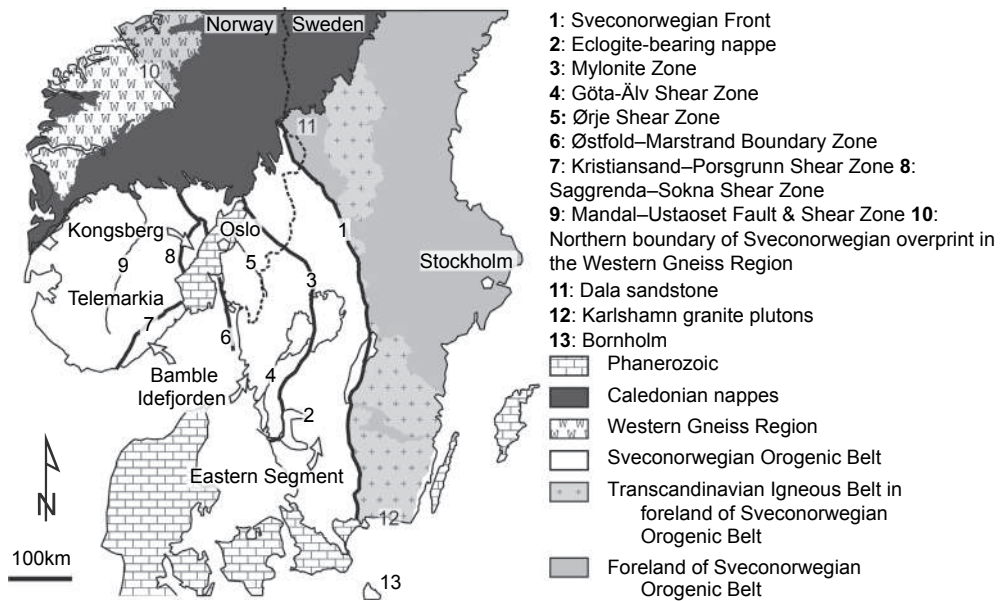 Norway
Sweden
10
11
Kongsberg
Oslo
1
9
8
5
3
Stockholm
Telemarkia
7
6
Bamble
Idefjorden
4
2
Eastern Segment
N
12
100km
13
1: Sveconorwegian Front
2: Eclogite-bearing nappe
3: Mylonite Zone
4: Göta-Älv Shear Zone
5: Ørje Shear Zone
6: Østfold–Marstrand Boundary Zone
7: Kristiansand–Porsgrunn Shear Zone 8:
Saggrenda–Sokna Shear Zone
9: Mandal–Ustaoset Fault & Shear Zone 10:
Northern boundary of Sveconorwegian overprint in
the Western Gneiss Region
11: Dala sandstone
12: Karlshamn granite plutons
13: Bornholm
Phanerozoic
Caledonian nappes
Western Gneiss Region
Sveconorwegian Orogenic Belt
Transcandinavian Igneous Belt in
foreland of Sveconorwegian
Orogenic Belt
Foreland of Sveconorwegian
Orogenic Belt